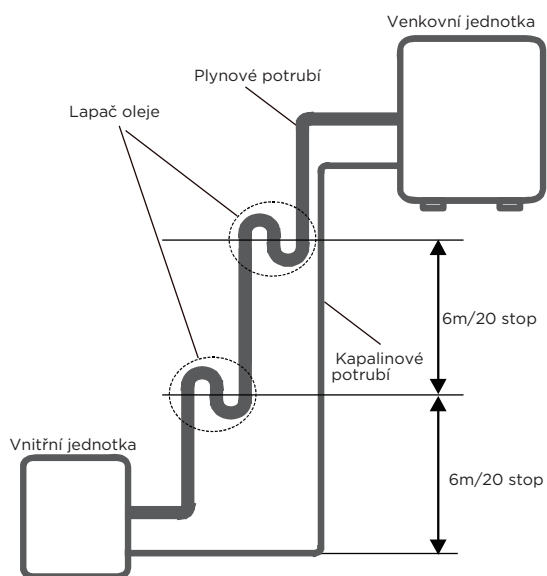 Venkovní jednotka
Plynové potrubí
Lapač oleje
6m/20 stop
Kapalinové
potrubí
Vnitřní jednotka
6m/20 stop